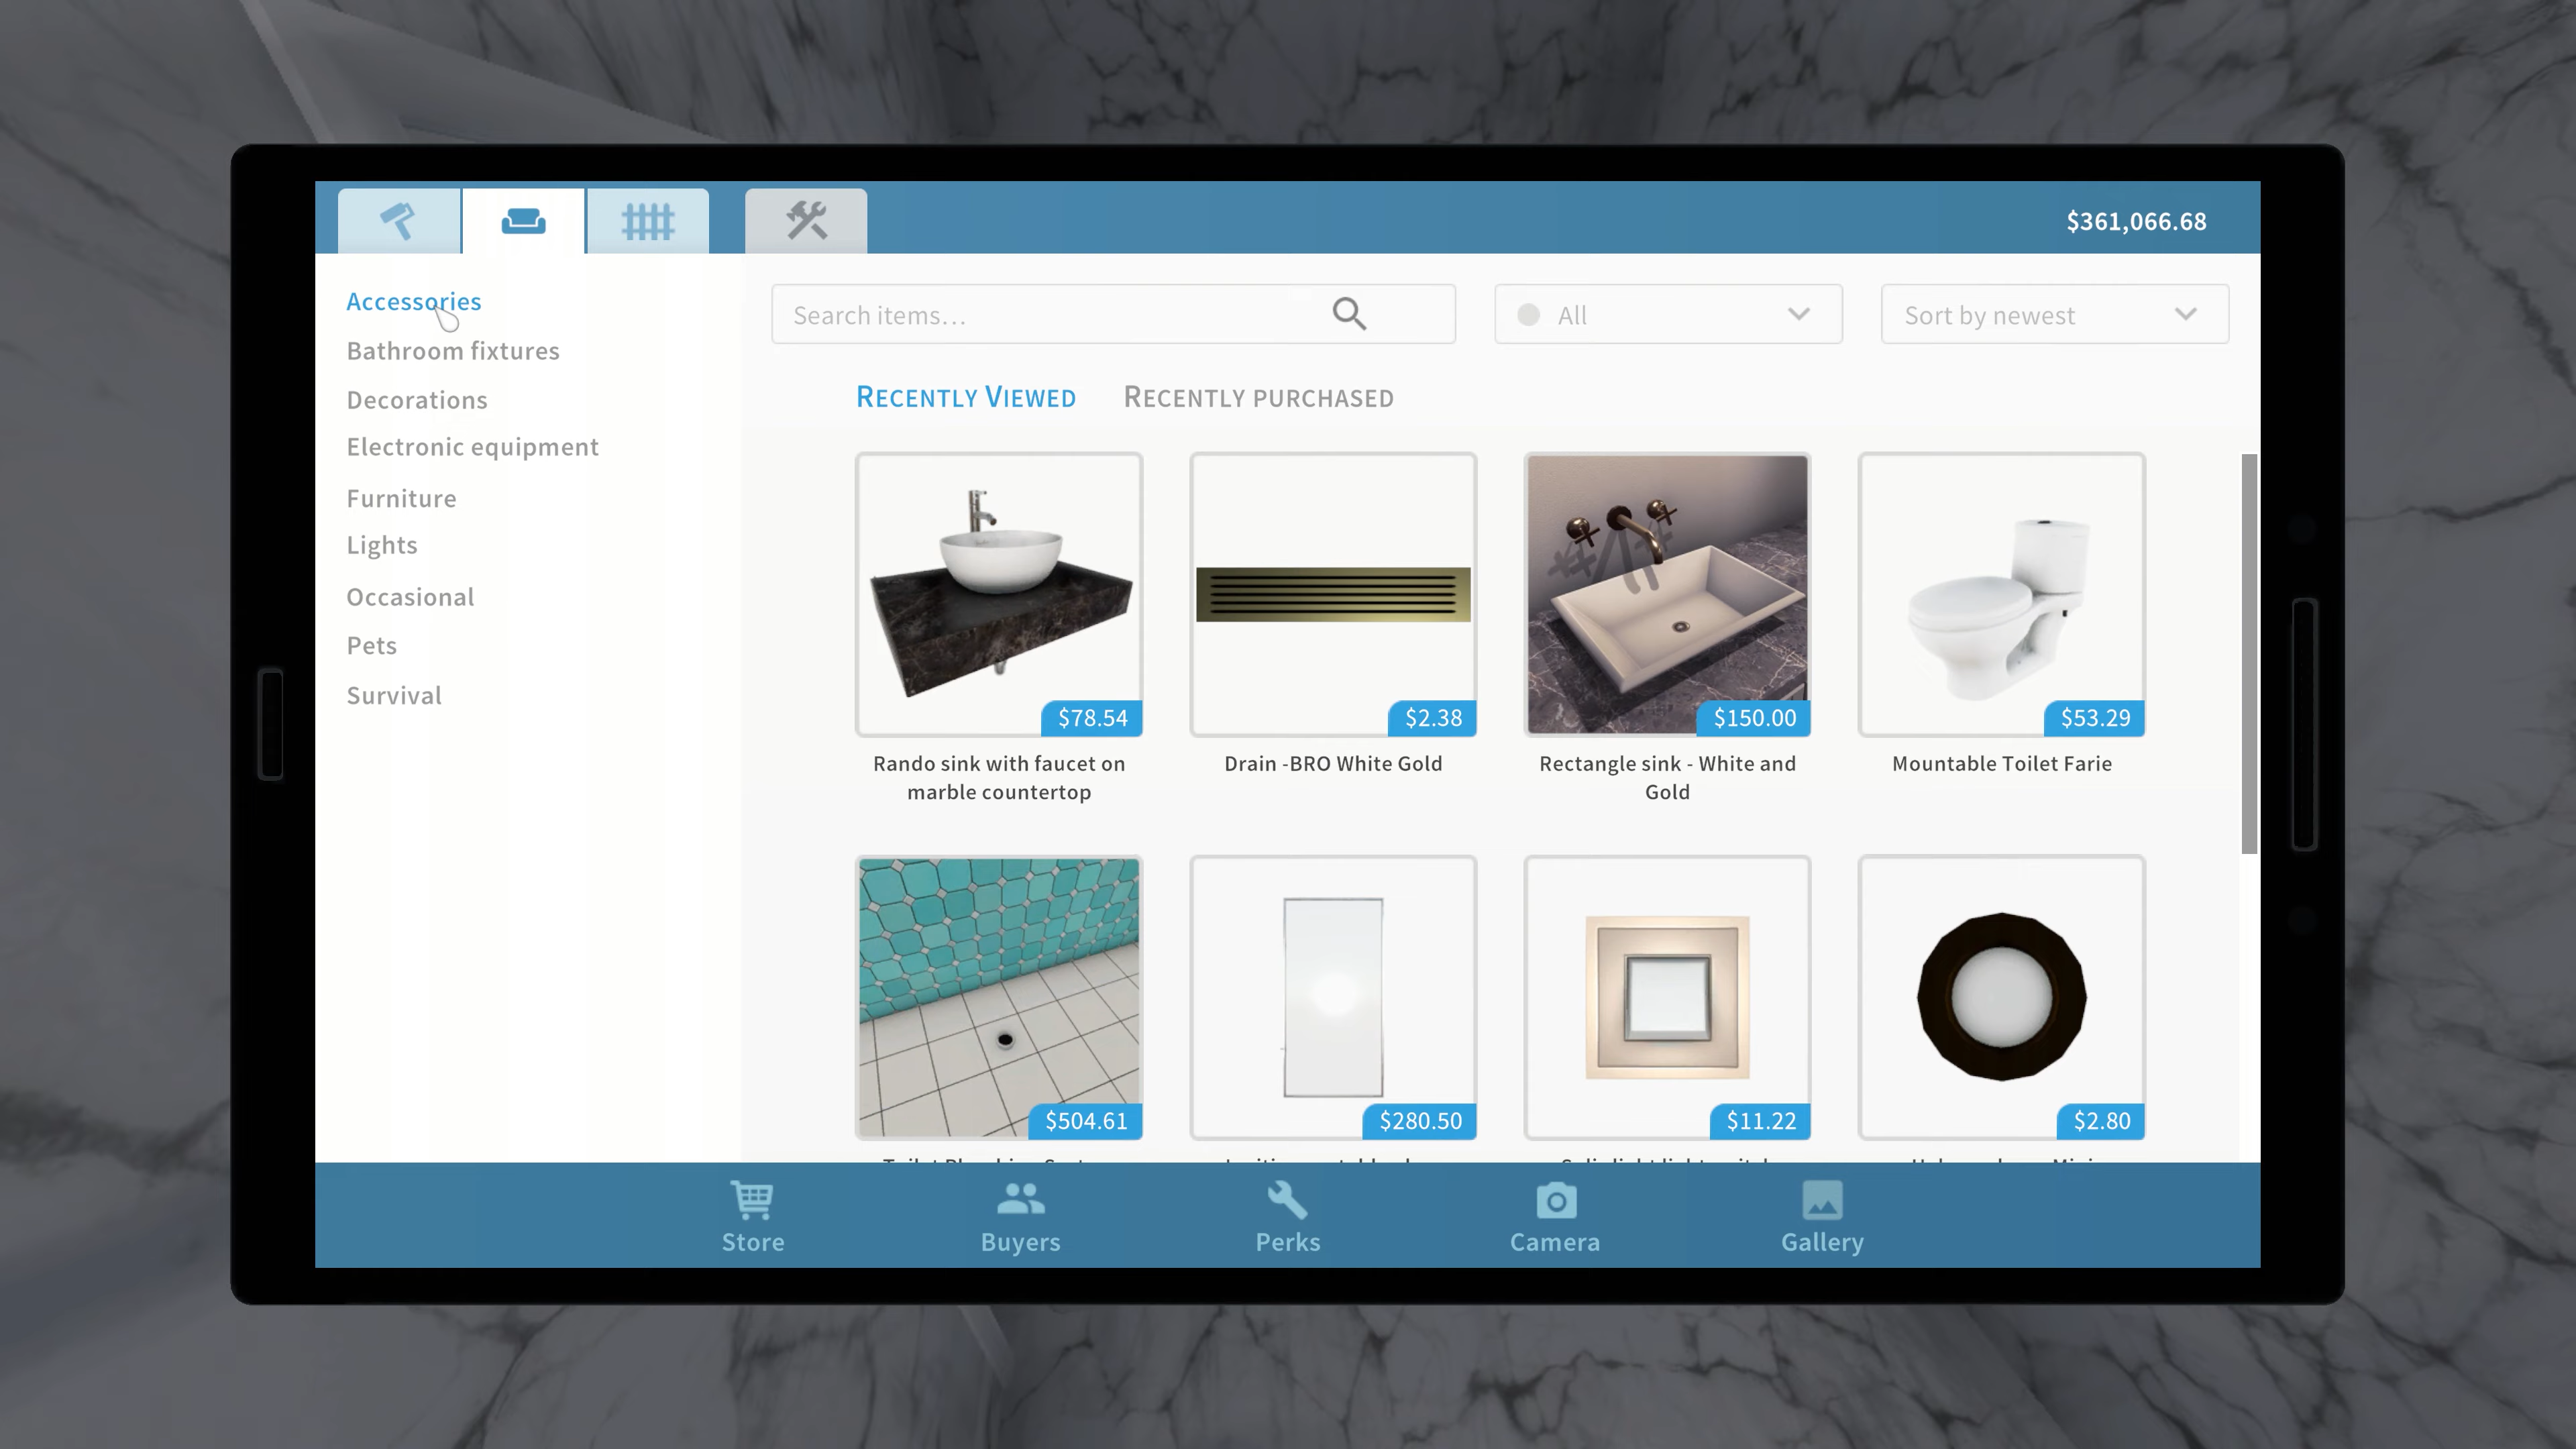 $361,066.68
Accessories
Bathroom fixtures
Decorations
Electronic equipment
Furniture
Lights
Occasional
Pets
Survival
Search items...
All
Sort by newest
RECENTLY VIEWED
RECENTLY PURCHASED
$78.54
$2.38
$150.00
$53.29
Rando sink with faucet on
marble countertop
Drain -BRO White Gold
Rectangle sink - White and
Gold
Mountable Toilet Farie
$504.61
$280.50
$11.22
$2.80
Store
Buyers
Perks
Camera
Gallery